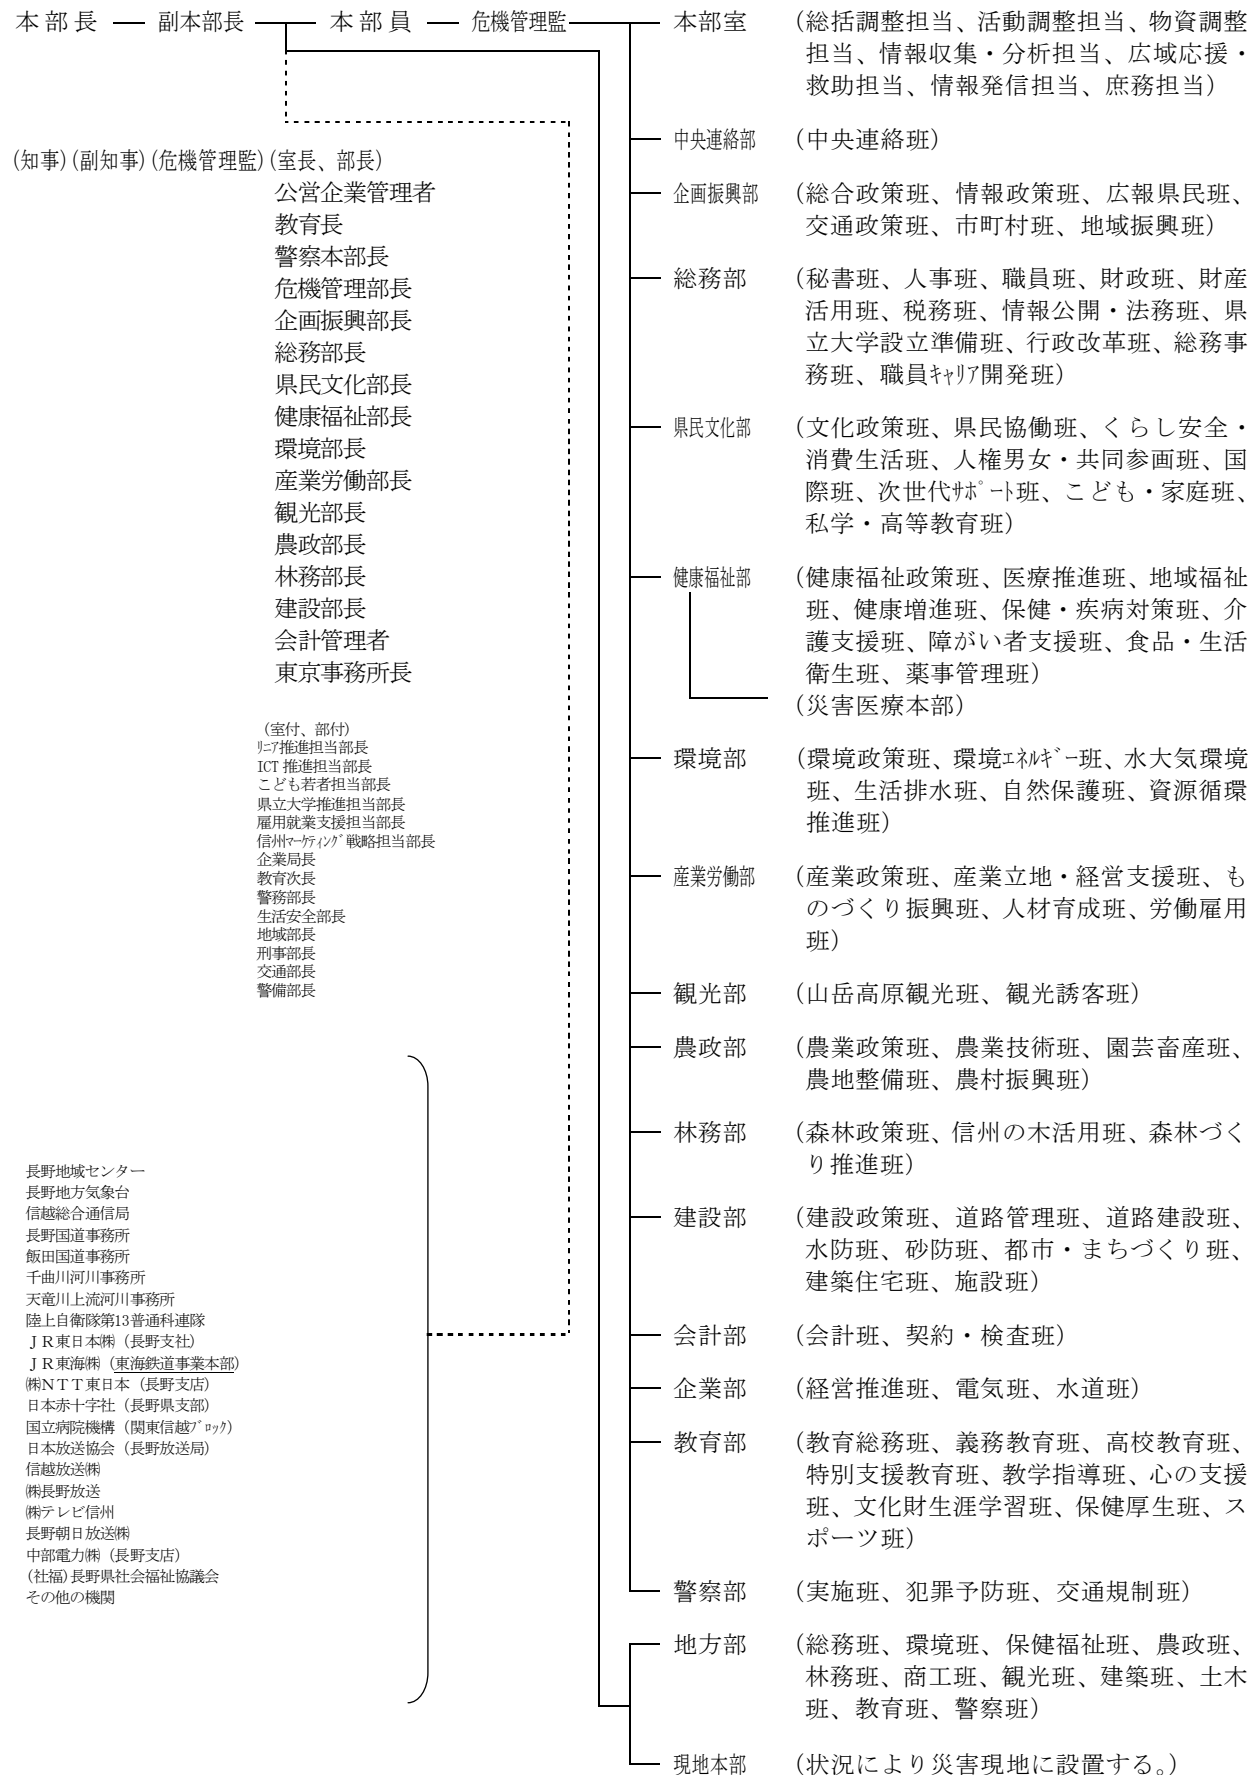 本部長 副本部長 本部員 危機管理監 本部室 (総括調整担当、活動調整担当、物資調整
担当、情報収集・分析担当、広域応援・
救助担当、情報発信担当、庶務担当)
中央連絡部 (中央連絡班)
(知事)(副知事)(危機管理監)(室長、部長)
公営企業管理者
教育長
警察本部長
危機管理部長
企画振興部長
総務部長
県民文化部長
健康福祉部長
環境部長
産業労働部長
観光部長
農政部長
林務部長
建設部長
会計管理者
東京事務所長
(室付、部付)
リニア推進担当部長
ICT 推進担当部長
こども若者担当部長
県立大学推進担当部長
雇用就業支援担当部長
信州マーケティング戦略担当部長
企業局長
教育次長
警務部長
生活安全部長
地域部長
刑事部長
交通部長
警備部長
長野地域センター
長野地方気象台
信越総合通信局
長野国道事務所
飯田国道事務所
千曲川河川事務所
天竜川上流河川事務所
陸上自衛隊第13普通科連隊
JR東日本㈱(長野支社)
JR東海㈱(東海鉄道事業本部)
㈱NTT東日本(長野支店)
日本赤十字社(長野県支部)
国立病院機構(関東信越ブロック)
日本放送協会(長野放送局)
信越放送㈱
㈱長野放送
㈱テレビ信州
長野朝日放送㈱
中部電力㈱(長野支店)
(社福)長野県社会福祉協議会
その他の機関
企画振興部 (総合政策班、情報政策班、広報県民班、
交通政策班、市町村班、地域振興班)
総務部 (秘書班、人事班、職員班、財政班、財産
活用班、税務班、情報公開・法務班、県
立大学設立準備班、行政改革班、総務事
務班、職員キャリア開発班)
県民文化部 (文化政策班、県民協働班、くらし安全・
消費生活班、人権男女・共同参画班、国
際班、次世代サポート班、こども・家庭班、
私学・高等教育班)
健康福祉部 (健康福祉政策班、医療推進班、地域福祉
班、健康増進班、保健・疾病対策班、介
護支援班、障がい者支援班、食品・生活
衛生班、薬事管理班)
(災害医療本部)
環境部 (環境政策班、環境エネルギー班、水大気環境
班、生活排水班、自然保護班、資源循環
推進班)
産業労働部 (産業政策班、産業立地・経営支援班、も
のづくり振興班、人材育成班、労働雇用
班)
観光部 (山岳高原観光班、観光誘客班)
農政部 (農業政策班、農業技術班、園芸畜産班、
農地整備班、農村振興班)
林務部 (森林政策班、信州の木活用班、森林づく
り推進班)
建設部 (建設政策班、道路管理班、道路建設班、
水防班、砂防班、都市・まちづくり班、
建築住宅班、施設班)
会計部 (会計班、契約・検査班)
企業部 (経営推進班、電気班、水道班)
教育部 (教育総務班、義務教育班、高校教育班、
特別支援教育班、教学指導班、心の支援
班、文化財生涯学習班、保健厚生班、ス
ポーツ班)
警察部 (実施班、犯罪予防班、交通規制班)
地方部 (総務班、環境班、保健福祉班、農政班、
林務班、商工班、観光班、建築班、土木
班、教育班、警察班)
現地本部 (状況により災害現地に設置する。)